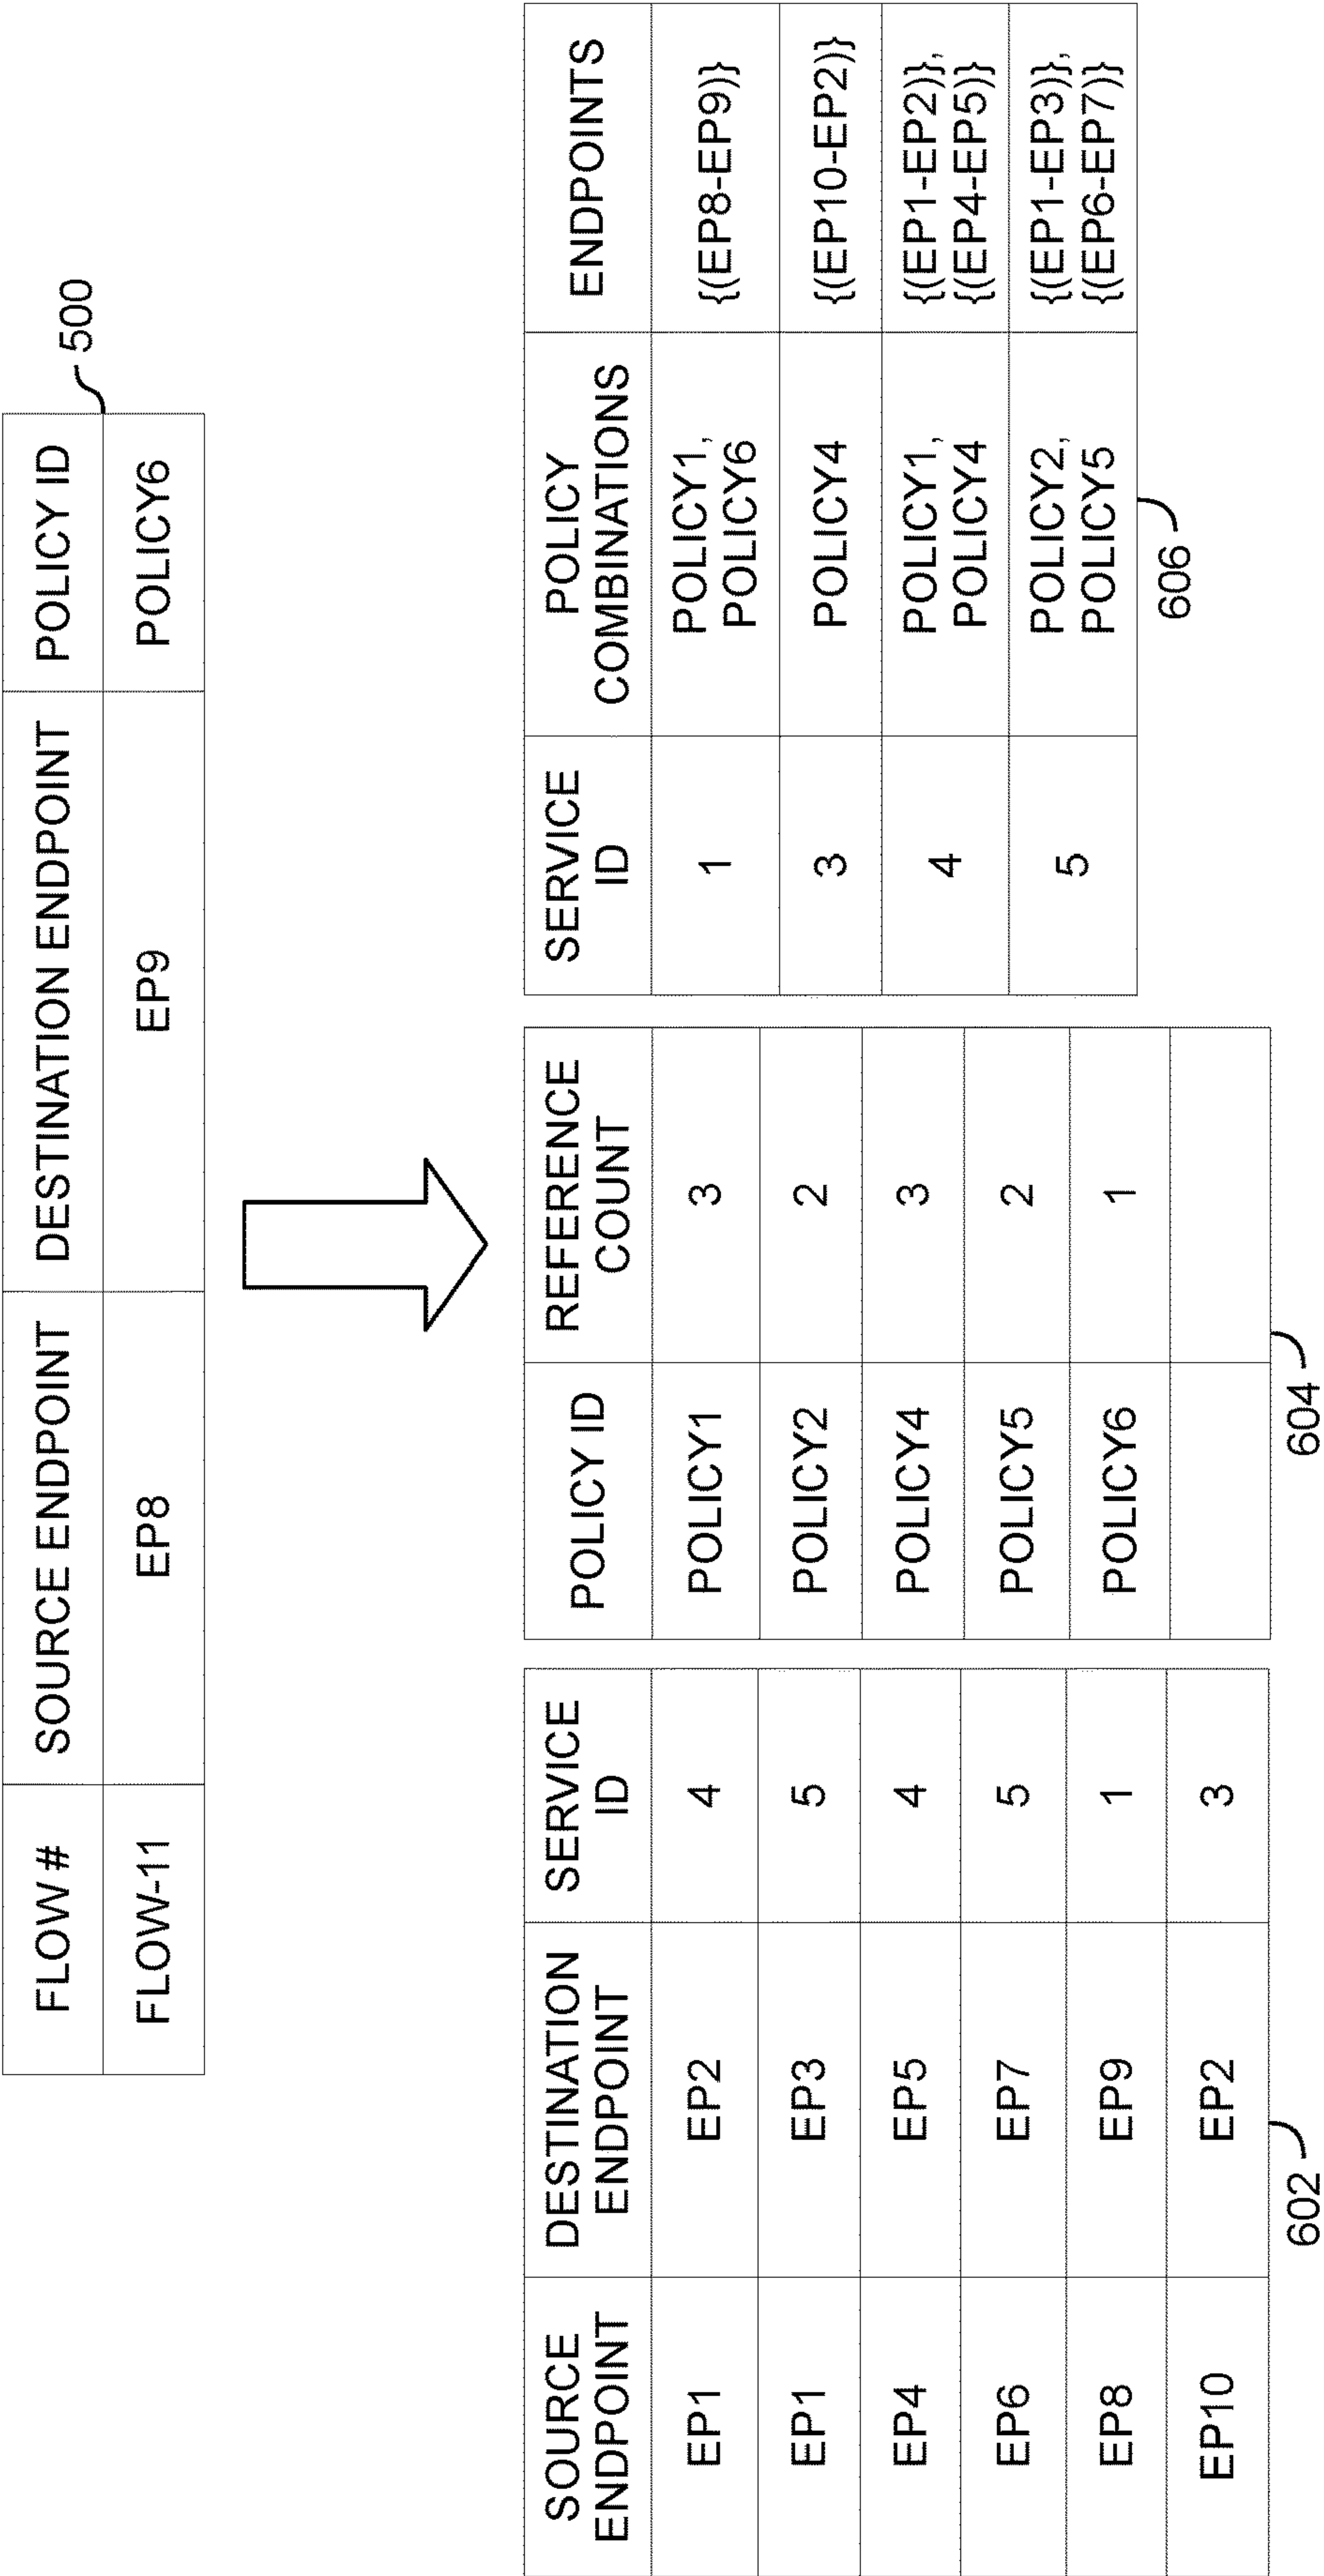 FLOW # SOURCE ENDPOINT DESTINATION ENDPOINT POLICY ID
FLOW-11 EP8 EP9 POLICY6
500
SOURCE
ENDPOINT
DESTINATION
ENDPOINT
SERVICE
ID
EP1 EP2 4
EP1 EP3 5
EP4 EP5 4
EP6 EP7 5
EP8 EP9 1
EP10 EP2 3
602
POLICY ID
REFERENCE
COUNT
POLICY1 3
POLICY2 2
POLICY4 3
POLICY5 2
POLICY6 1
604
SERVICE
ID
POLICY
COMBINATIONS
ENDPOINTS
1
POLICY1,
POLICY6
{(EP8-EP9)}
3 POLICY4 {(EP10-EP2)}
4
POLICY1,
POLICY4
{(EP1-EP2)},
{(EP4-EP5)}
5
POLICY2,
POLICY5
{(EP1-EP3)},
{(EP6-EP7)}
606